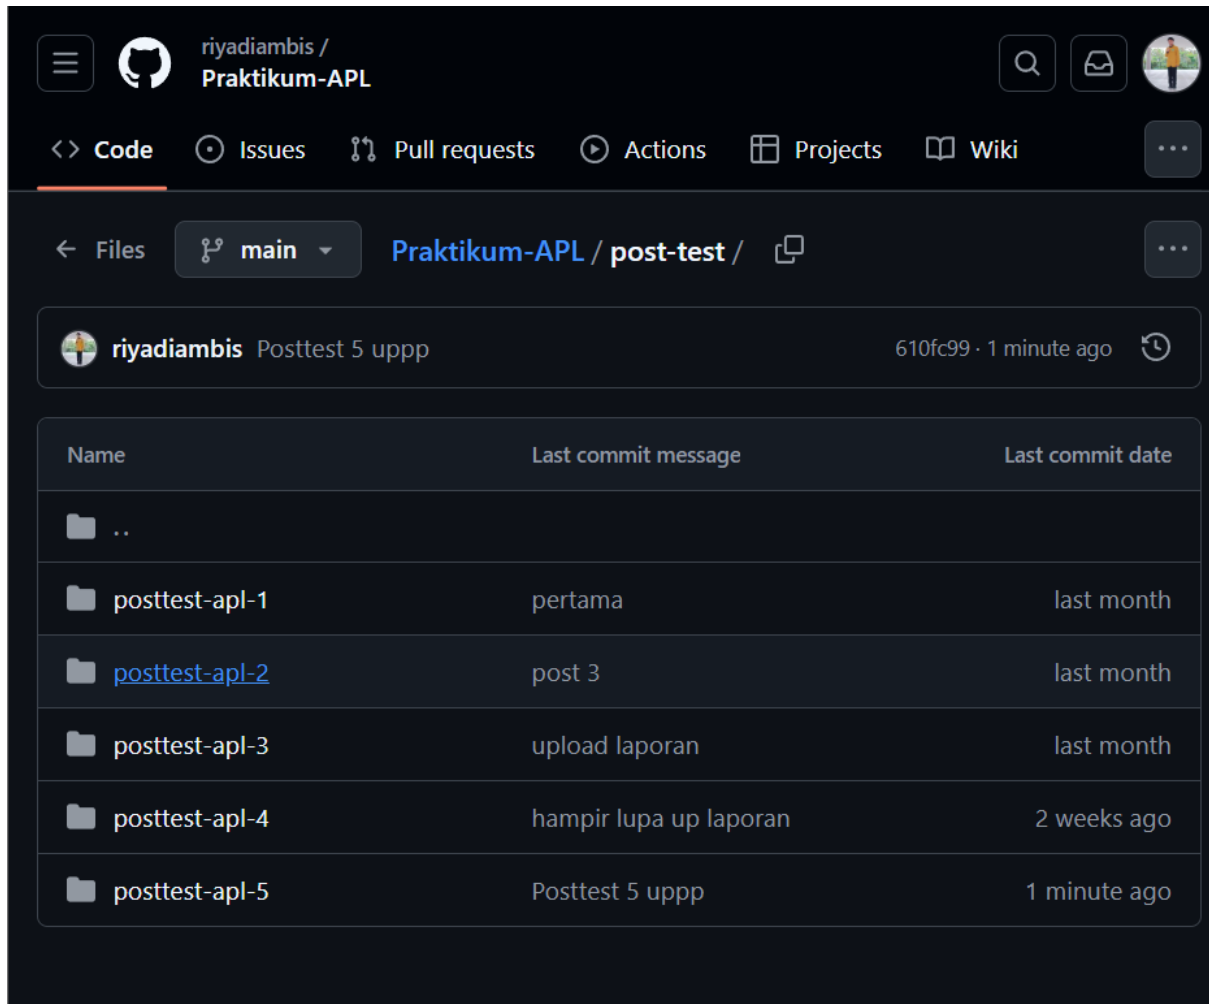 riyadiambis /
Praktikum-APL
Code Issues Pull requests Actions Projects Wiki
Files main Praktikum-APL / post-test /
riyadiambis Posttest 5 uppp 610fc99 · 1 minute ago
Name Last commit message Last commit date
..
posttest-apl-1 pertama last month
posttest-apl-2 post 3 last month
posttest-apl-3 upload laporan last month
posttest-apl-4 hampir lupa up laporan 2 weeks ago
posttest-apl-5 Posttest 5 uppp 1 minute ago